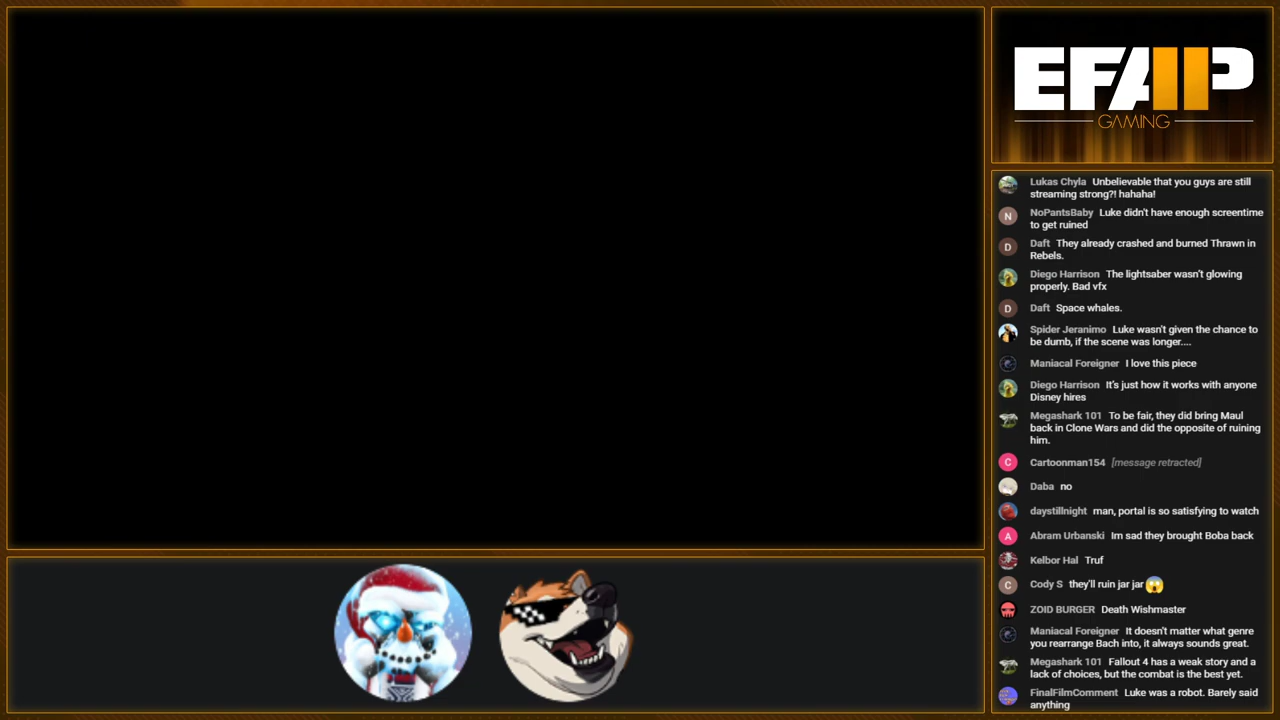 EFAP
GAMING
Lukas Chyla Unbelievable that you guys are still
streaming strong?! hahaha!
N NoPantsBaby Luke didn't have enough screentime
to get ruined
D Daft They already crashed and burned Thrawn in
Rebels.
Diego Harrison The lightsaber wasn't glowing
properly. Bad vfx
D Daft Space whales.
Spider Jeranimo Luke wasn't given the chance to
be dumb, if the scene was longer....
Maniacal Foreigner I love this piece
Diego Harrison It's just how it works with anyone
Disney hires
Megashark 101 To be fair, they did bring Maul
back in Clone Wars and did the opposite of ruining
him.
C Cartoonman154 [message retracted]
Daba no
daystillnight man, portal is so satisfying to watch
A Abram Urbanski Im sad they brought Boba back
Kelbor Hal Truf
C Cody S they'll ruin jar jar😱
ZOID BURGER Death Wishmaster
Maniacal Foreigner It doesn't matter what genre
you rearrange Bach into, it always sounds great.
Megashark 101 Fallout 4 has a weak story and a
lack of choices, but the combat is the best yet.
FinalFilmComment Luke was a robot. Barely said
anything